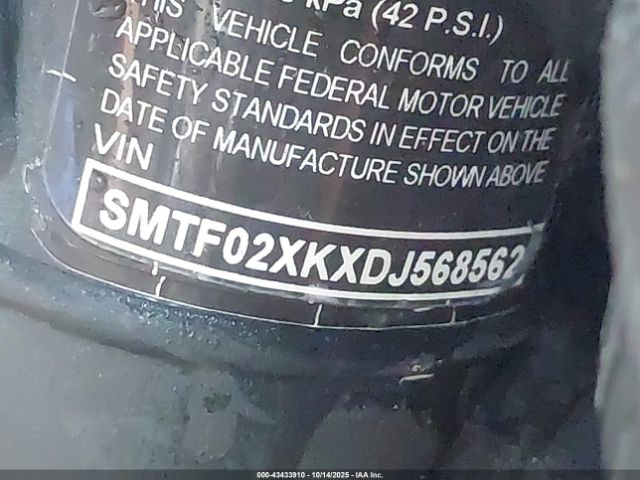 kPa (42 P.S.I.)
THIS VEHICLE CONFORMS TO ALL
APPLICABLE FEDERAL MOTOR VEHICLE
SAFETY STANDARDS IN EFFECT ON THE
DATE OF MANUFACTURE SHOWN ABOVE
VIN
SMTF02XKXDJ568562
000-43433910 - 10/14/2025 - IAA Inc.